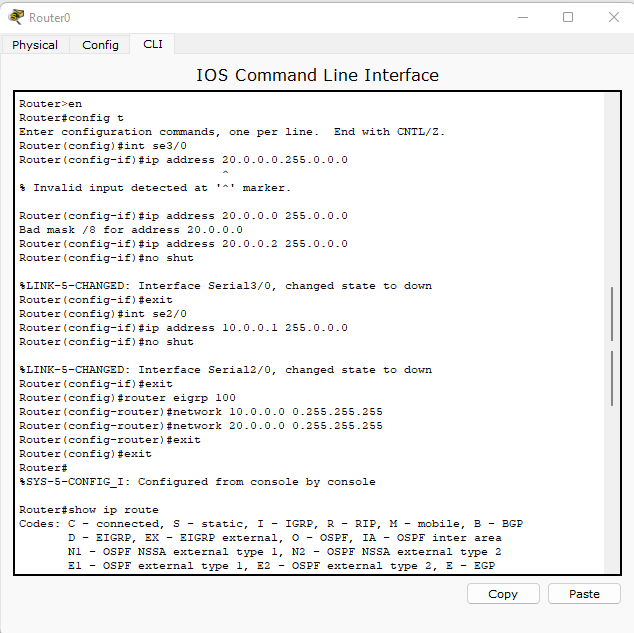 Router0
Physical Config CLI
IOS Command Line Interface
Router>en
Router#config t
Enter configuration commands, one per line.  End with CNTL/Z.
Router(config)#int se3/0
Router(config-if)#ip address 20.0.0.0.255.0.0.0
^
% Invalid input detected at '^' marker.
Router(config-if)#ip address 20.0.0.0 255.0.0.0
Bad mask /8 for address 20.0.0.0
Router(config-if)#ip address 20.0.0.2 255.0.0.0
Router(config-if)#no shut
%LINK-5-CHANGED: Interface Serial3/0, changed state to down
Router(config-if)#exit
Router(config)#int se2/0
Router(config-if)#ip address 10.0.0.1 255.0.0.0
Router(config-if)#no shut
%LINK-5-CHANGED: Interface Serial2/0, changed state to down
Router(config-if)#exit
Router(config)#router eigrp 100
Router(config-router)#network 10.0.0.0 0.255.255.255
Router(config-router)#network 20.0.0.0 0.255.255.255
Router(config-router)#exit
Router(config)#exit
Router#
%SYS-5-CONFIG_I: Configured from console by console
Router#show ip route
Codes: C - connected, S - static, I - IGRP, R - RIP, M - mobile, B - BGP
D - EIGRP, EX - EIGRP external, O - OSPF, IA - OSPF inter area
N1 - OSPF NSSA external type 1, N2 - OSPF NSSA external type 2
E1 - OSPF external type 1, E2 - OSPF external type 2, E - EGP
Copy Paste